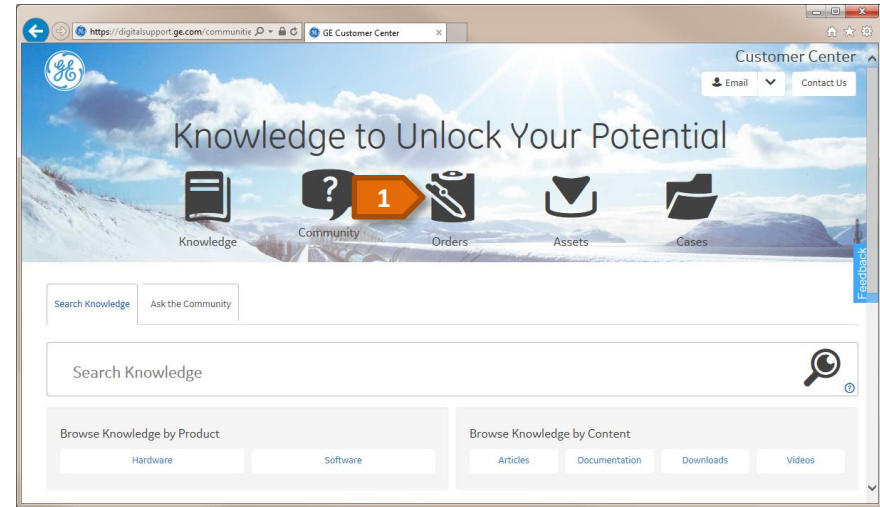 https://digitalsupport.ge.com/communitie
GE Customer Center
GE
Customer Center
Email
Contact Us
Knowledge to Unlock Your Potential
?
1
Knowledge
Community
Orders
Assets
Cases
Feedback
Search Knowledge
Ask the Community
Search Knowledge
?
Browse Knowledge by Product
Browse Knowledge by Content
Hardware
Software
Articles
Documentation
Downloads
Videos